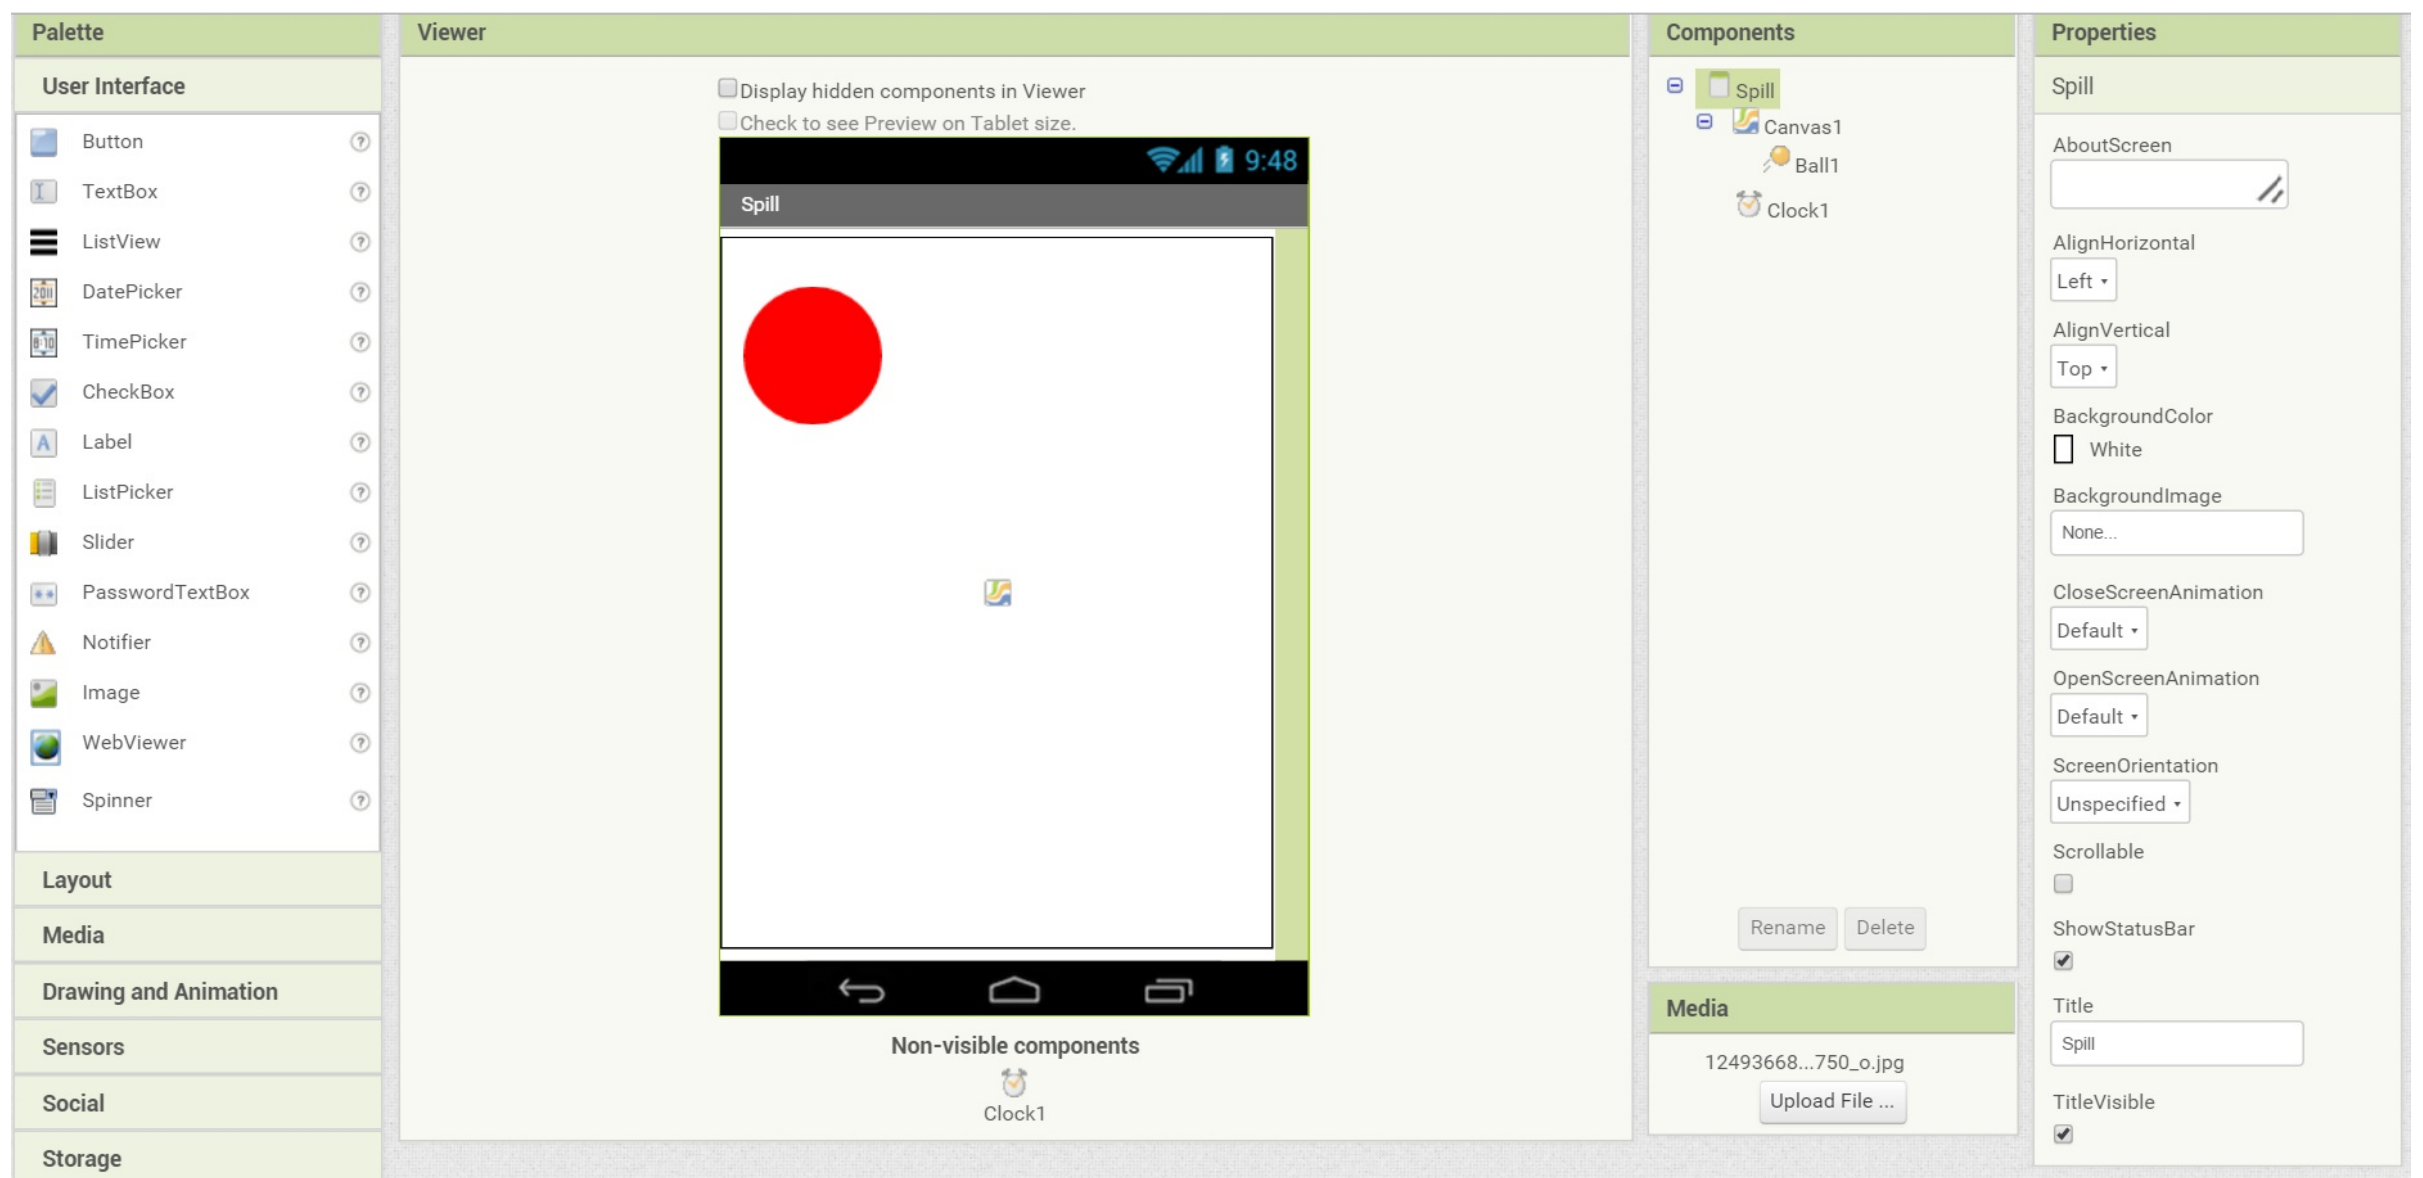 Palette
User Interface
Button
TextBox
ListView
DatePicker
TimePicker
CheckBox
Label
ListPicker
Slider
PasswordTextBox
Notifier
Image
WebViewer
Spinner
Layout
Media
Drawing and Animation
Sensors
Social
Storage
Viewer
Display hidden components in Viewer
Check to see Preview on Tablet size.
9:48
Spill
Non-visible components
Clock1
Components
Spill
Canvas1
Ball1
Clock1
Rename Delete
Media
12493668...750_o.jpg
Upload File ...
Properties
Spill
AboutScreen
AlignHorizontal
Left
AlignVertical
Top
BackgroundColor
White
BackgroundImage
None...
CloseScreenAnimation
Default
OpenScreenAnimation
Default
ScreenOrientation
Unspecified
Scrollable
ShowStatusBar
Title
Spill
TitleVisible